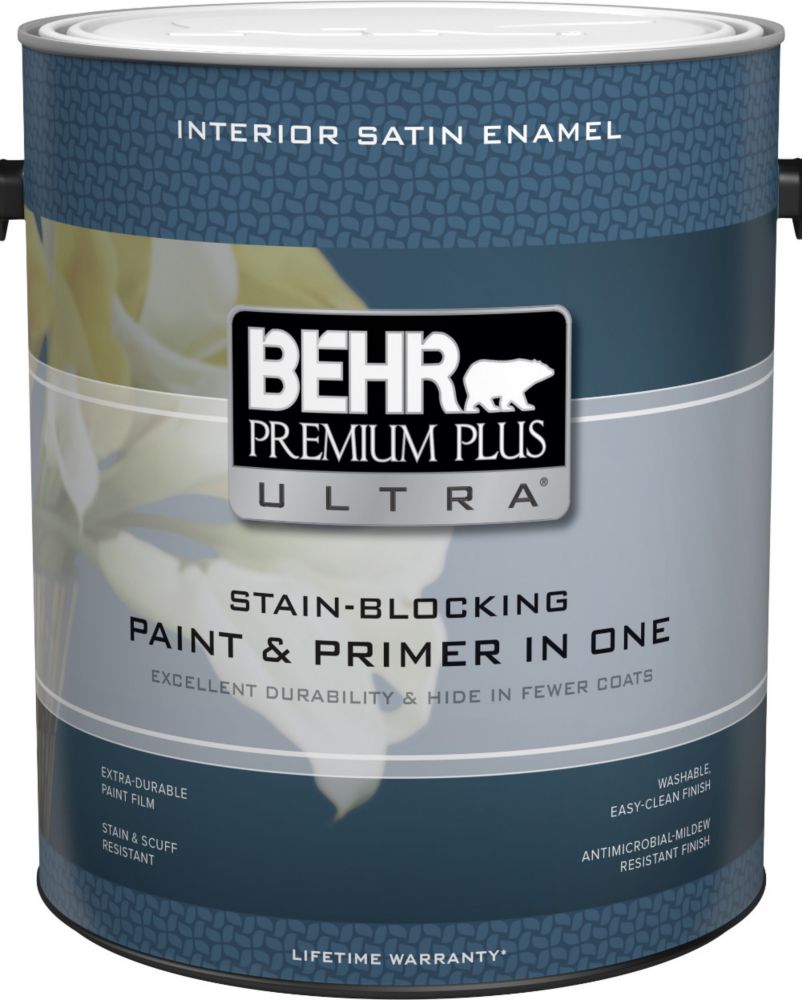 INTERIOR SATIN ENAMEL
BEHR
PREMIUM PLUS
ULTRA®
STAIN-BLOCKING
PAINT & PRIMER IN ONE
EXCELLENT DURABILITY & HIDE IN FEWER COATS
EXTRA-DURABLE
PAINT FILM
STAIN & SCUFF
RESISTANT
WASHABLE,
EASY-CLEAN FINISH
ANTIMICROBIAL-MILDEW
RESISTANT FINISH
LIFETIME WARRANTY*